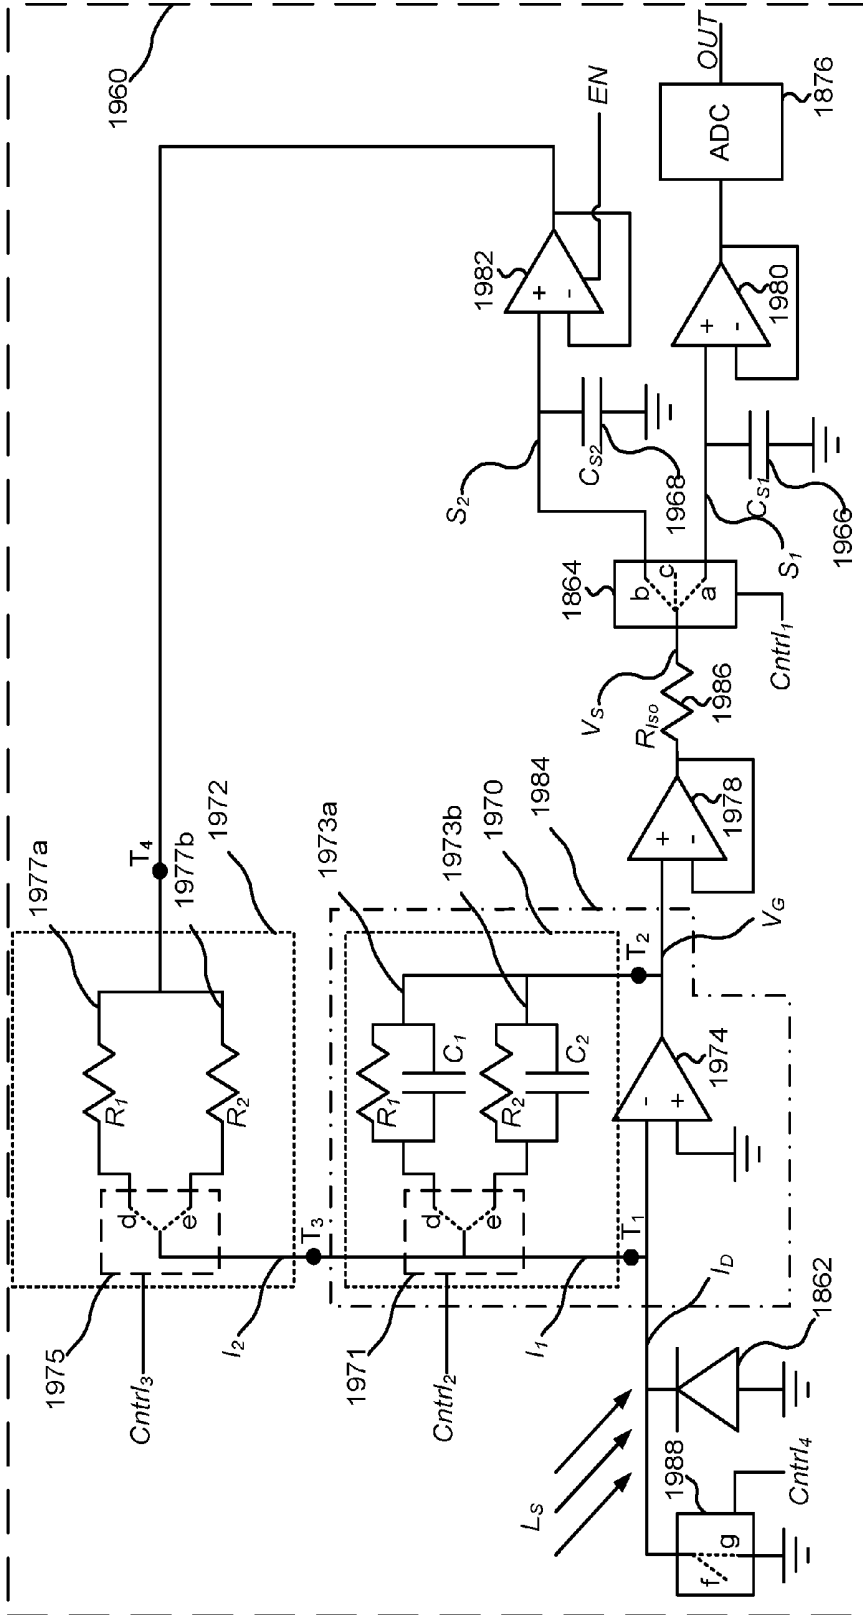 1960
1977a
T4
1977b
1972
1975
Cntrl3
d
e
R1
R2
I2
T3
1973a
1973b
1970
1984
1971
Cntrl2
d
e
R1
C1
R2
C2
I1
T1
T2
S2
1982
+
-
EN
CS2
1968
LS
ID
1862
1988
f
g
Cntrl4
-
+
1974
VG
+
-
1978
VS
RIso
1986
1864
b
c
a
Cntrl1
S1
CS1
1966
+
-
1980
ADC
1876
OUT